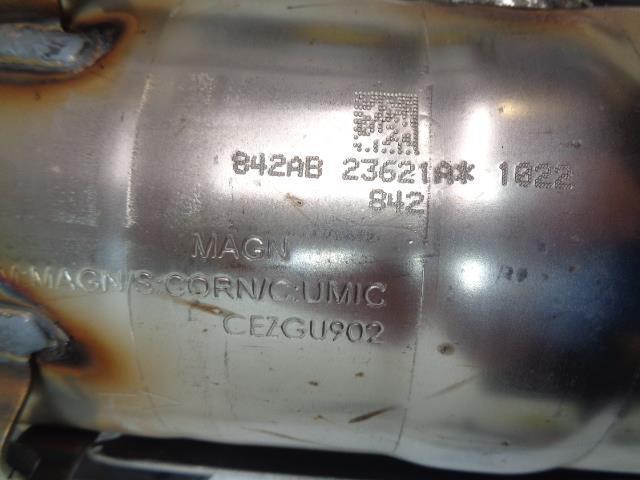 842AB 23621A* 1022
842
MAGN
M:MAGN/S:CORN/C:UMIC
CEZGU902